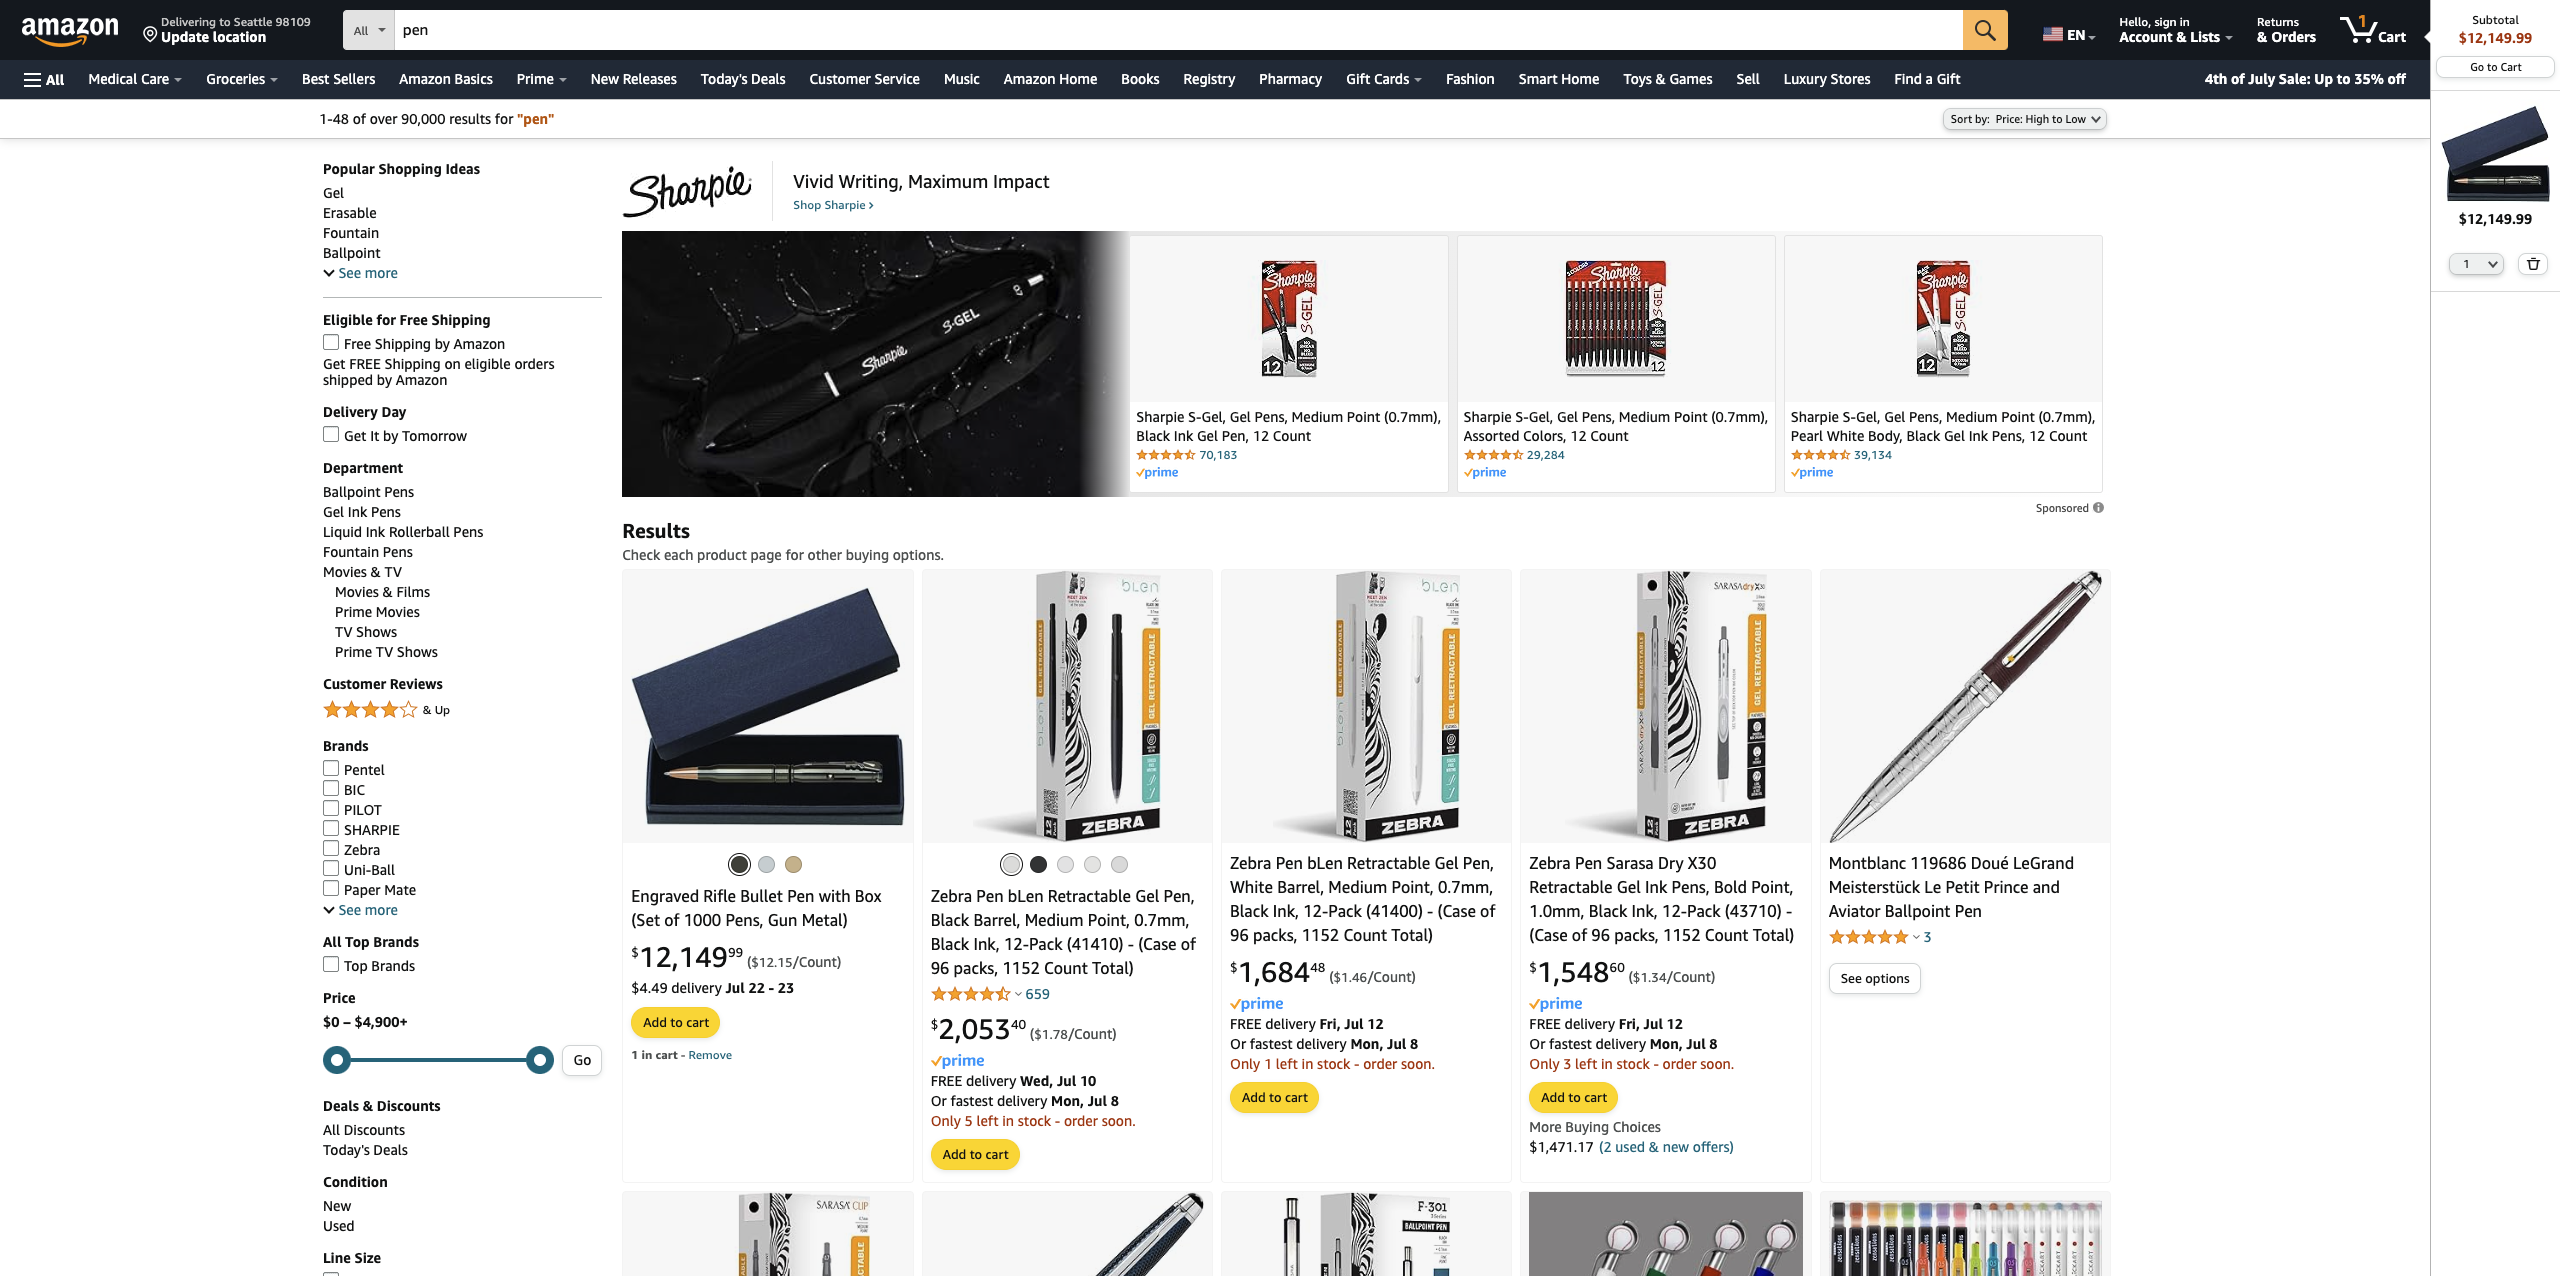 amazon
Delivering to Seattle 98109
Update location
All
pen
EN
Hello, sign in
Account & Lists
Returns
& Orders
1
Cart
Subtotal
$12,149.99
Go to Cart
$12,149.99
1
All
Medical Care
Groceries
Best Sellers
Amazon Basics
Prime
New Releases
Today's Deals
Customer Service
Music
Amazon Home
Books
Registry
Pharmacy
Gift Cards
Fashion
Smart Home
Toys & Games
Sell
Luxury Stores
Find a Gift
4th of July Sale: Up to 35% off
1-48 of over 90,000 results for "pen"
Sort by: Price: High to Low
Popular Shopping Ideas
Gel
Erasable
Fountain
Ballpoint
See more
Eligible for Free Shipping
Free Shipping by Amazon
Get FREE Shipping on eligible orders
shipped by Amazon
Delivery Day
Get It by Tomorrow
Department
Ballpoint Pens
Gel Ink Pens
Liquid Ink Rollerball Pens
Fountain Pens
Movies & TV
Movies & Films
Prime Movies
TV Shows
Prime TV Shows
Customer Reviews
& Up
Brands
Pentel
BIC
PILOT
SHARPIE
Zebra
Uni-Ball
Paper Mate
See more
All Top Brands
Top Brands
Price
$0 – $4,900+
Go
Deals & Discounts
All Discounts
Today's Deals
Condition
New
Used
Line Size
Sharpie
Vivid Writing, Maximum Impact
Shop Sharpie
Sharpie S·GEL
Sharpie S-Gel, Gel Pens, Medium Point (0.7mm),
Black Ink Gel Pen, 12 Count
70,183
prime
Sharpie S-Gel, Gel Pens, Medium Point (0.7mm),
Assorted Colors, 12 Count
29,284
prime
Sharpie S-Gel, Gel Pens, Medium Point (0.7mm),
Pearl White Body, Black Gel Ink Pens, 12 Count
39,134
prime
Sponsored
Results
Check each product page for other buying options.
Engraved Rifle Bullet Pen with Box
(Set of 1000 Pens, Gun Metal)
$12,149.99 ($12.15/Count)
$4.49 delivery Jul 22 - 23
Add to cart
1 in cart - Remove
bLen
GEL RETRACTABLE
12
ZEBRA
Zebra Pen bLen Retractable Gel Pen,
Black Barrel, Medium Point, 0.7mm,
Black Ink, 12-Pack (41410) - (Case of
96 packs, 1152 Count Total)
659
$2,053.40 ($1.78/Count)
prime
FREE delivery Wed, Jul 10
Or fastest delivery Mon, Jul 8
Only 5 left in stock - order soon.
Add to cart
bLen
GEL RETRACTABLE
12
ZEBRA
Zebra Pen bLen Retractable Gel Pen,
White Barrel, Medium Point, 0.7mm,
Black Ink, 12-Pack (41400) - (Case of
96 packs, 1152 Count Total)
$1,684.48 ($1.46/Count)
prime
FREE delivery Fri, Jul 12
Or fastest delivery Mon, Jul 8
Only 1 left in stock - order soon.
Add to cart
SARASAdry X30
GEL RETRACTABLE
12
ZEBRA
Zebra Pen Sarasa Dry X30
Retractable Gel Ink Pens, Bold Point,
1.0mm, Black Ink, 12-Pack (43710) -
(Case of 96 packs, 1152 Count Total)
$1,548.60 ($1.34/Count)
prime
FREE delivery Fri, Jul 12
Or fastest delivery Mon, Jul 8
Only 3 left in stock - order soon.
Add to cart
More Buying Choices
$1,471.17 (2 used & new offers)
Montblanc 119686 Doué LeGrand
Meisterstück Le Petit Prince and
Aviator Ballpoint Pen
3
See options
SARASA CLIP
F-301
BALLPOINT PEN